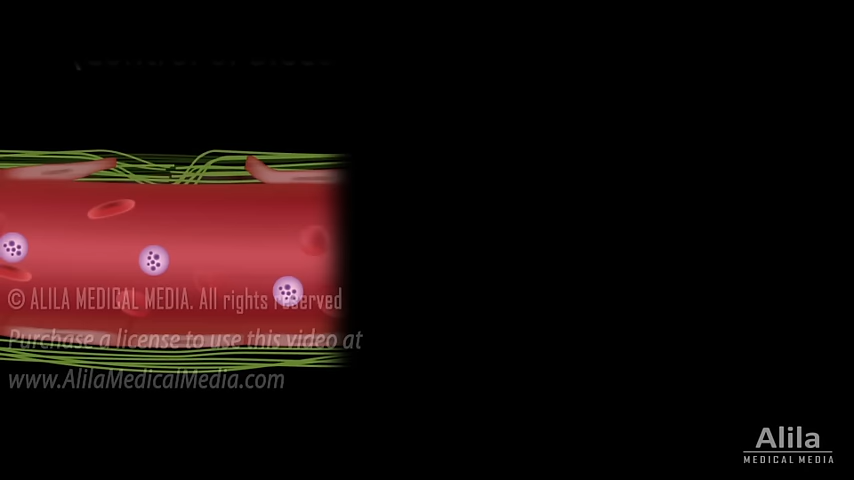 © ALILA MEDICAL MEDIA. All rights reserved
Purchase a license to use this video at
www.AlilaMedicalMedia.com
Alila
MEDICAL MEDIA